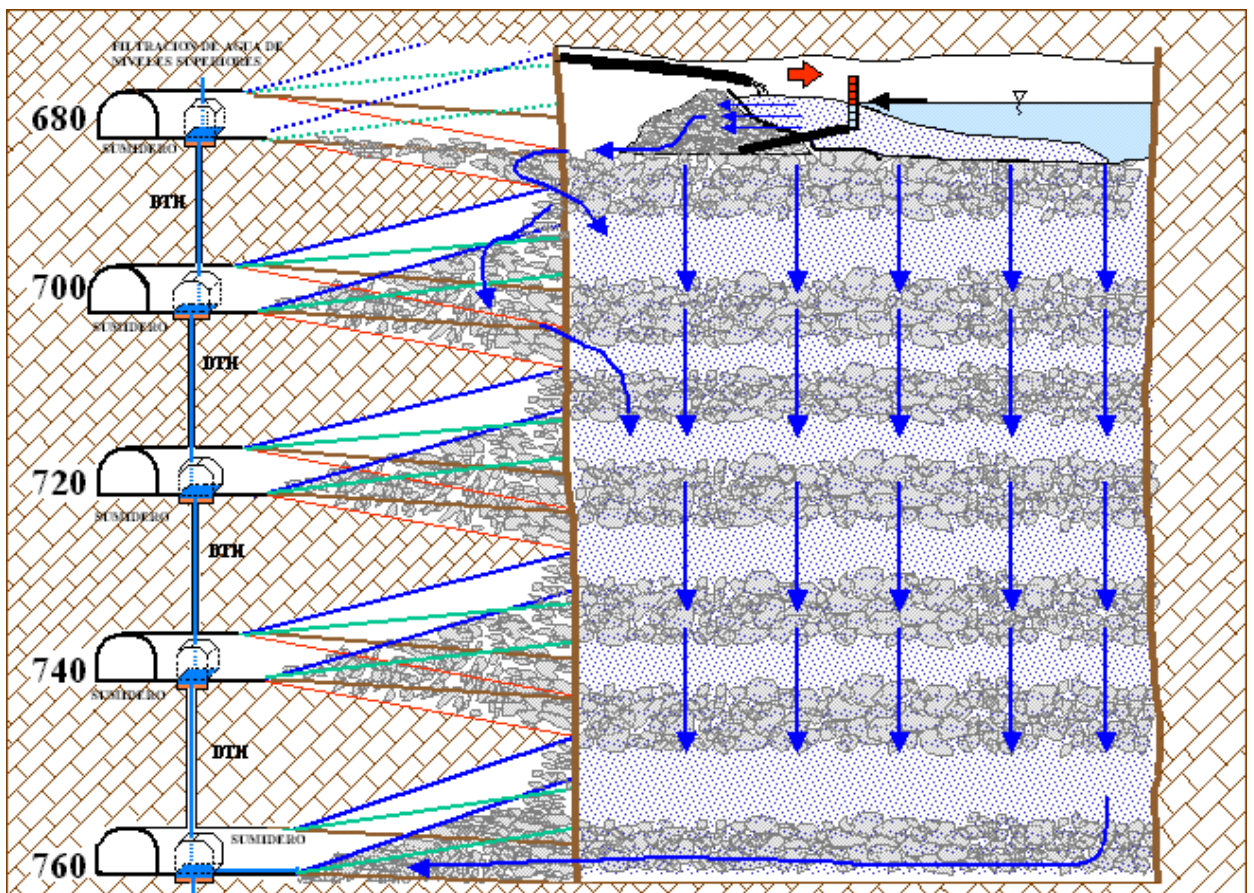 FILTRACION DE AGUA DE
NIVELES SUPERIORES
680
SUMIDERO
DTH
700
SUMIDERO
DTH
720
SUMIDERO
DTH
740
SUMIDERO
DTH
SUMIDERO
760